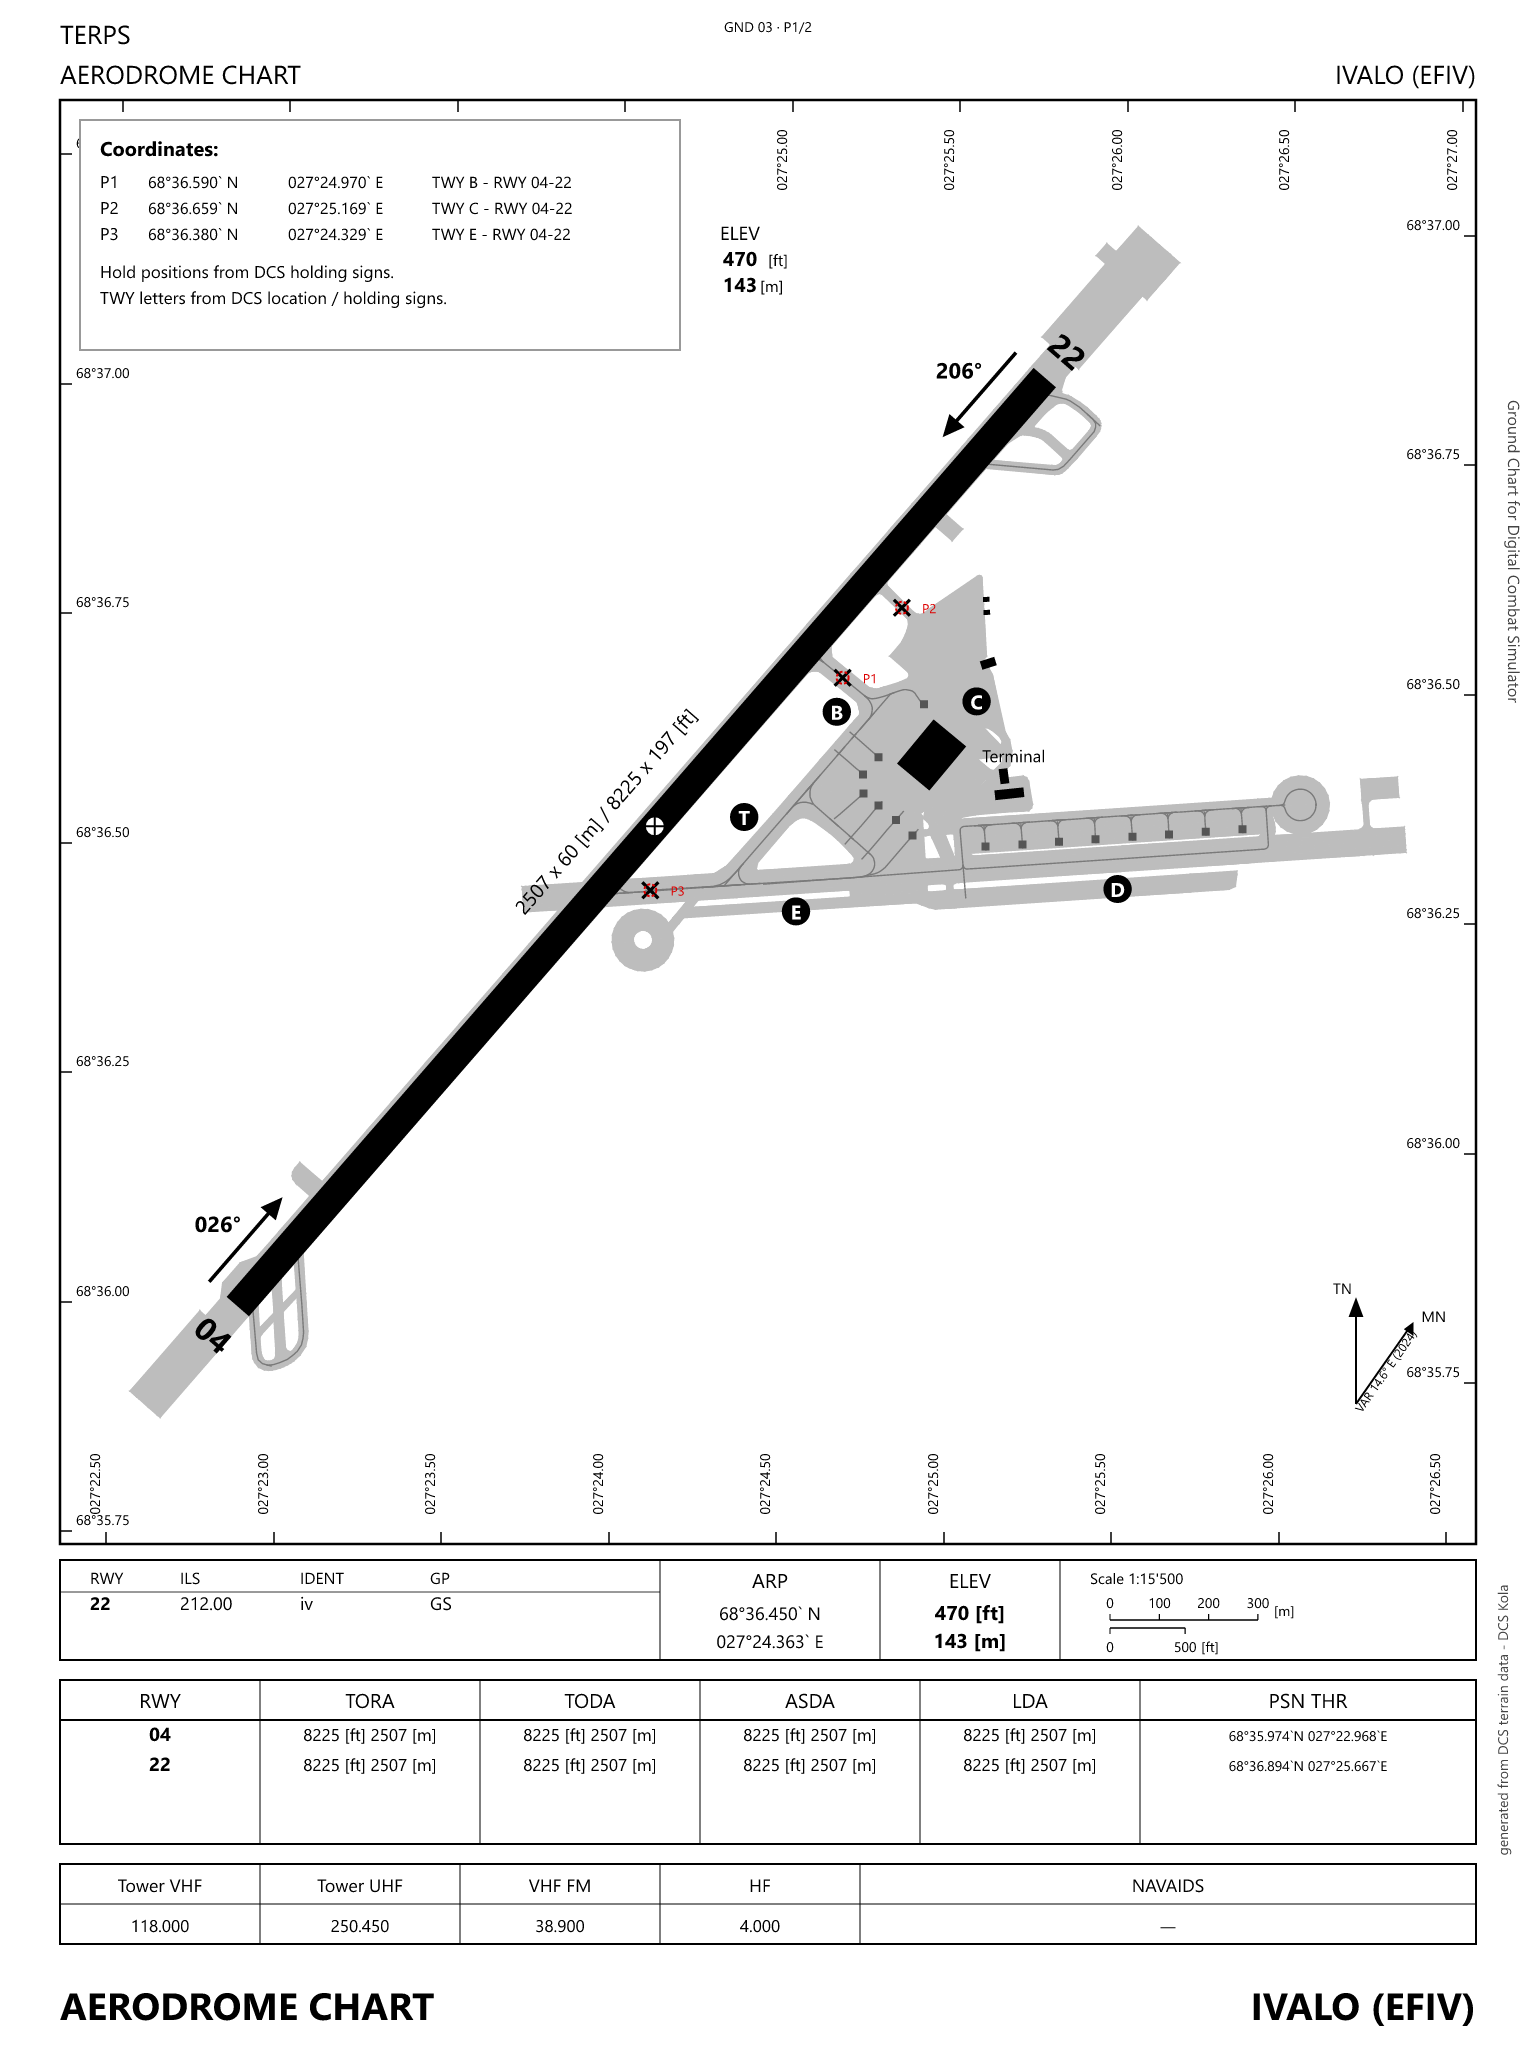 GND 03 · P1/2
TERPS
AERODROME CHART
IVALO (EFIV)
Coordinates:
P1 68°36.590` N 027°24.970` E TWY B - RWY 04-22
P2 68°36.659` N 027°25.169` E TWY C - RWY 04-22
P3 68°36.380` N 027°24.329` E TWY E - RWY 04-22
Hold positions from DCS holding signs.
TWY letters from DCS location / holding signs.
027°25.00
027°25.50
027°26.00
027°26.50
027°27.00
ELEV
470 [ft]
143 [m]
68°37.00
68°36.75
68°36.50
68°36.25
68°36.00
68°35.75
68°37.00
68°36.75
68°36.50
68°36.25
68°36.00
68°35.75
22
206°
P2
P1
B
C
Terminal
T
2507 x 60 [m] / 8225 x 197 [ft]
P3
E
D
026°
04
TN
MN
VAR 14.6° E (2024)
027°22.50
027°23.00
027°23.50
027°24.00
027°24.50
027°25.00
027°25.50
027°26.00
027°26.50
Ground Chart for Digital Combat Simulator
RWY ILS IDENT GP
22 212.00 iv GS
ARP
68°36.450` N
027°24.363` E
ELEV
470 [ft]
143 [m]
Scale 1:15'500
0 100 200 300 [m]
0 500 [ft]
RWY TORA TODA ASDA LDA PSN THR
04 8225 [ft] 2507 [m] 8225 [ft] 2507 [m] 8225 [ft] 2507 [m] 8225 [ft] 2507 [m] 68°35.974`N 027°22.968`E
22 8225 [ft] 2507 [m] 8225 [ft] 2507 [m] 8225 [ft] 2507 [m] 8225 [ft] 2507 [m] 68°36.894`N 027°25.667`E
generated from DCS terrain data - DCS Kola
Tower VHF Tower UHF VHF FM HF NAVAIDS
118.000 250.450 38.900 4.000 —
AERODROME CHART
IVALO (EFIV)